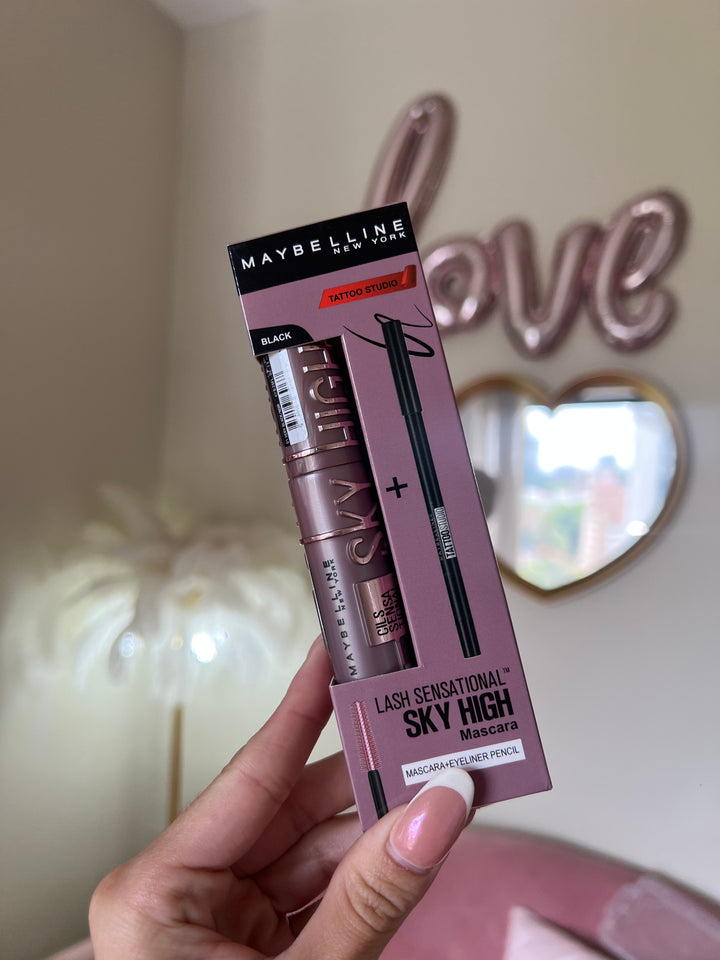 MAYBELLINE
NEW YORK
TATTOO STUDIO
BLACK
SKY HIGH
MAYBELLINE
NEW YORK
CILS
SENSA
+
TATTOO STUDIO
LASH SENSATIONAL™
SKY HIGH
Mascara
MASCARA+EYELINER PENCIL
love